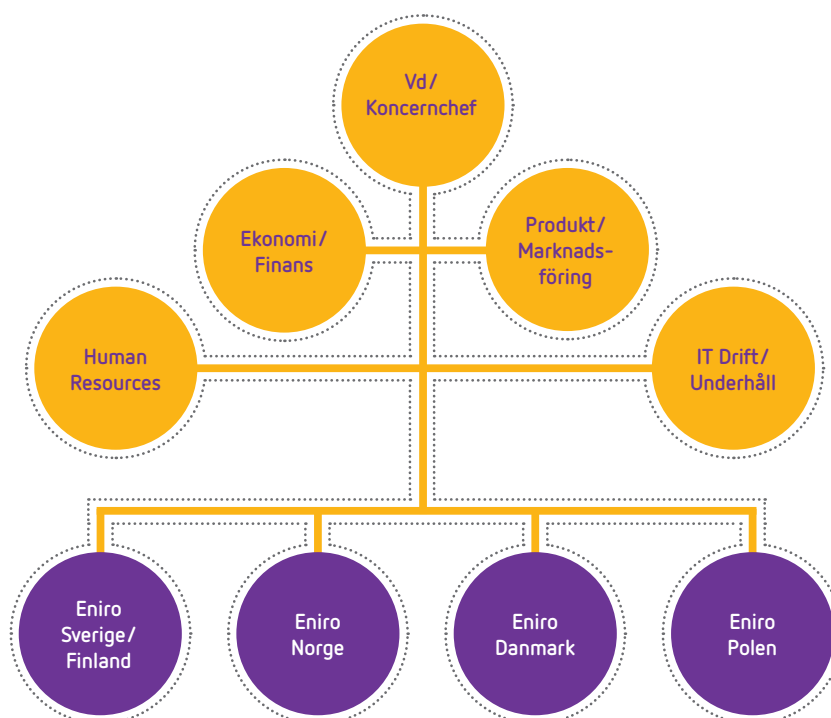 Vd/
Koncernchef
Ekonomi/
Finans
Produkt/
Marknads-
föring
Human
Resources
IT Drift/
Underhåll
Eniro
Sverige/
Finland
Eniro
Norge
Eniro
Danmark
Eniro
Polen